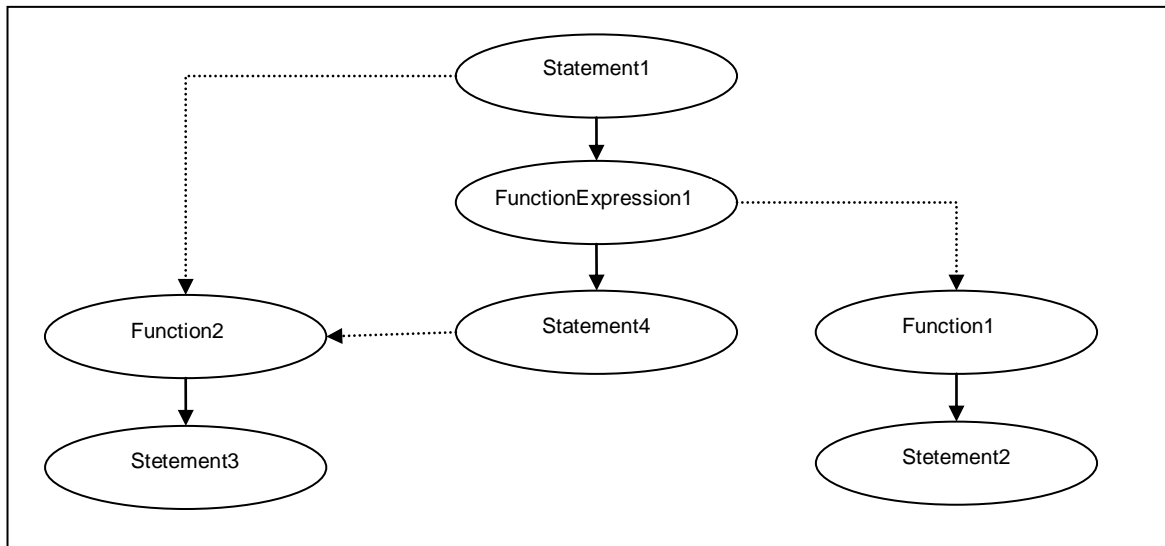 Statement1
FunctionExpression1
Function2
Statement4
Function1
Stetement3
Stetement2